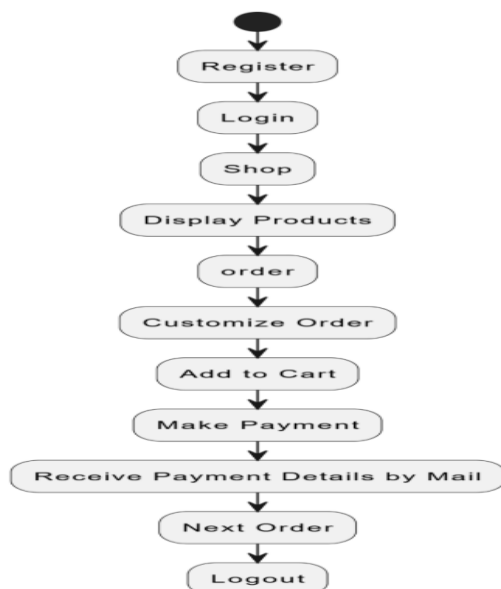 Register
Login
Shop
Display Products
order
Customize Order
Add to Cart
Make Payment
Receive Payment Details by Mail
Next Order
Logout